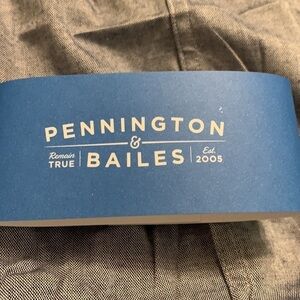 PENNINGTON
&
Remain TRUE | BAILES | Est. 2005